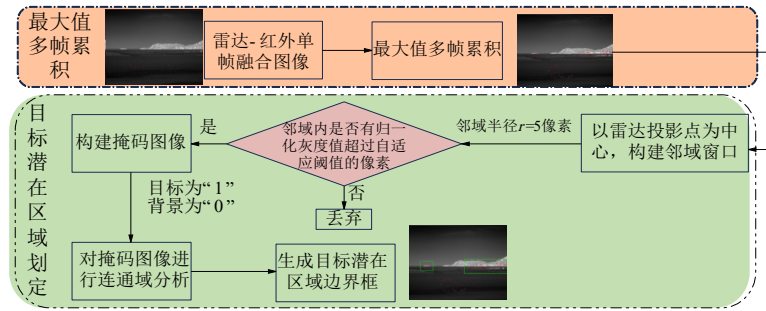 最大值
多帧累
积
雷达-红外单
帧融合图像
最大值多帧累积
目标潜在区域划定
构建掩码图像
是
邻域内是否有归一
化灰度值超过自适
应阈值的像素
邻域半径r=5像素
以雷达投影点为中
心，构建邻域窗口
目标为“1”
背景为“0”
否
丢弃
对掩码图像进
行连通域分析
生成目标潜在
区域边界框